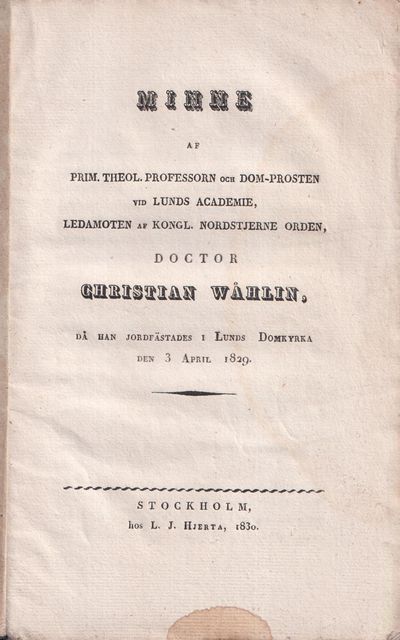 MINNE
AF
PRIM. THEOL. PROFESSORN OCH DOM-PROSTEN
VID LUNDS ACADEMIE,
LEDAMOTEN AF KONGL. NORDSTJERNE ORDEN,
DOCTOR
CHRISTIAN WÅHLIN,
DÅ HAN JORDFÄSTADES I LUNDS DOMKYRKA
DEN 3 APRIL 1829.
STOCKHOLM,
hos L. J. HJERTA, 1830.